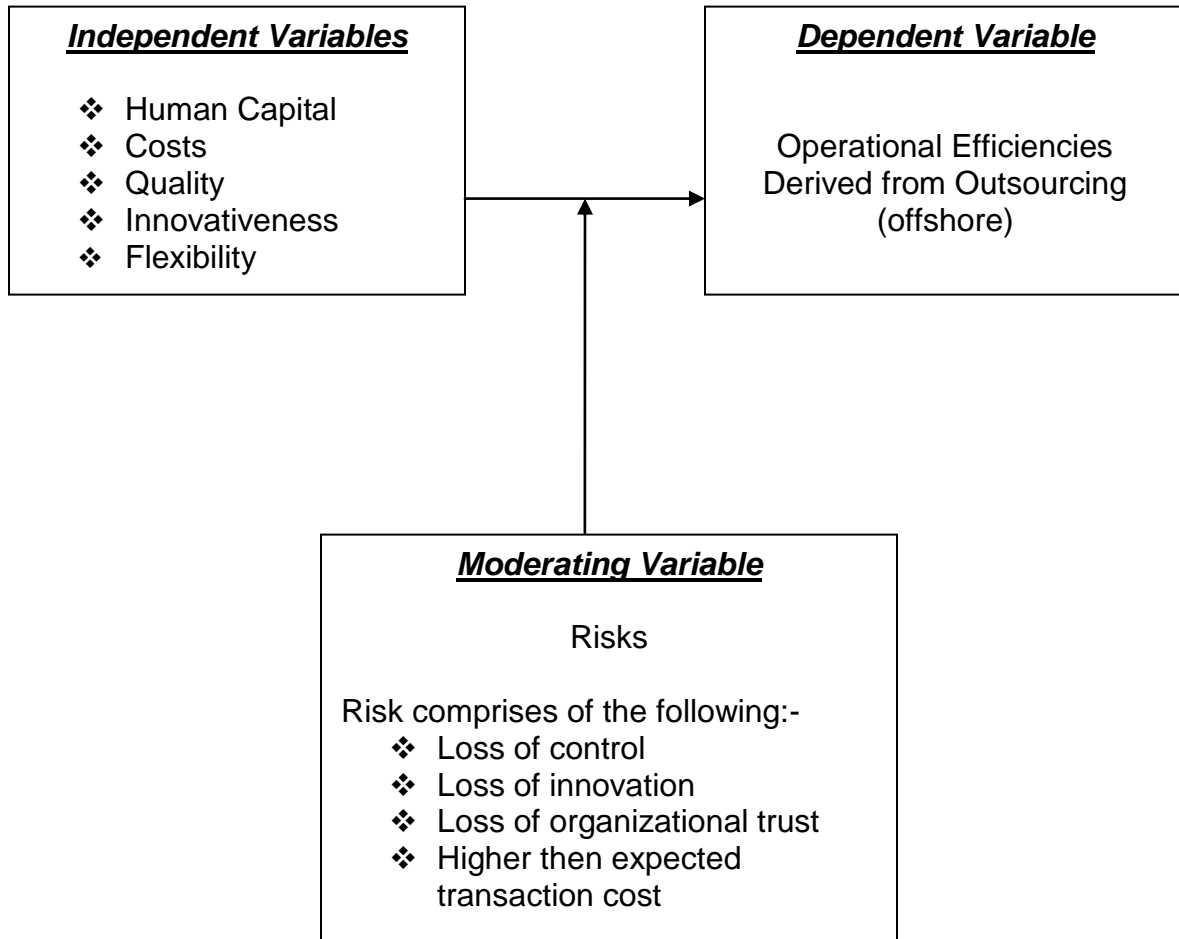 Independent Variables
❖ Human Capital
❖ Costs
❖ Quality
❖ Innovativeness
❖ Flexibility
Dependent Variable
Operational Efficiencies
Derived from Outsourcing
(offshore)
Moderating Variable
Risks
Risk comprises of the following:-
❖ Loss of control
❖ Loss of innovation
❖ Loss of organizational trust
❖ Higher then expected
transaction cost